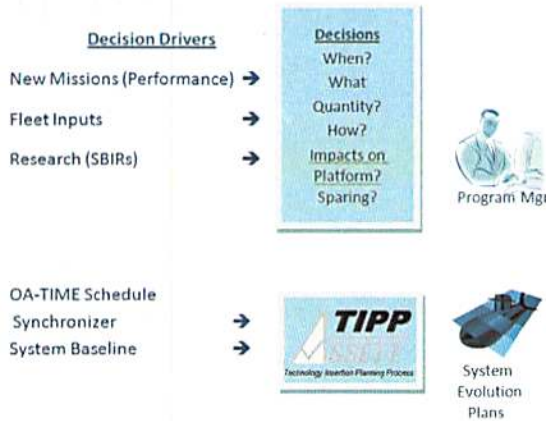 Decision Drivers
New Missions (Performance) →
Fleet Inputs →
Research (SBIRs) →
Decisions
When?
What
Quantity?
How?
Impacts on
Platform?
Sparing?
Program Mgr
OA-TIME Schedule
Synchronizer →
System Baseline →
TIPP
ASSETT
Technology Insertion Planning Process
System
Evolution
Plans